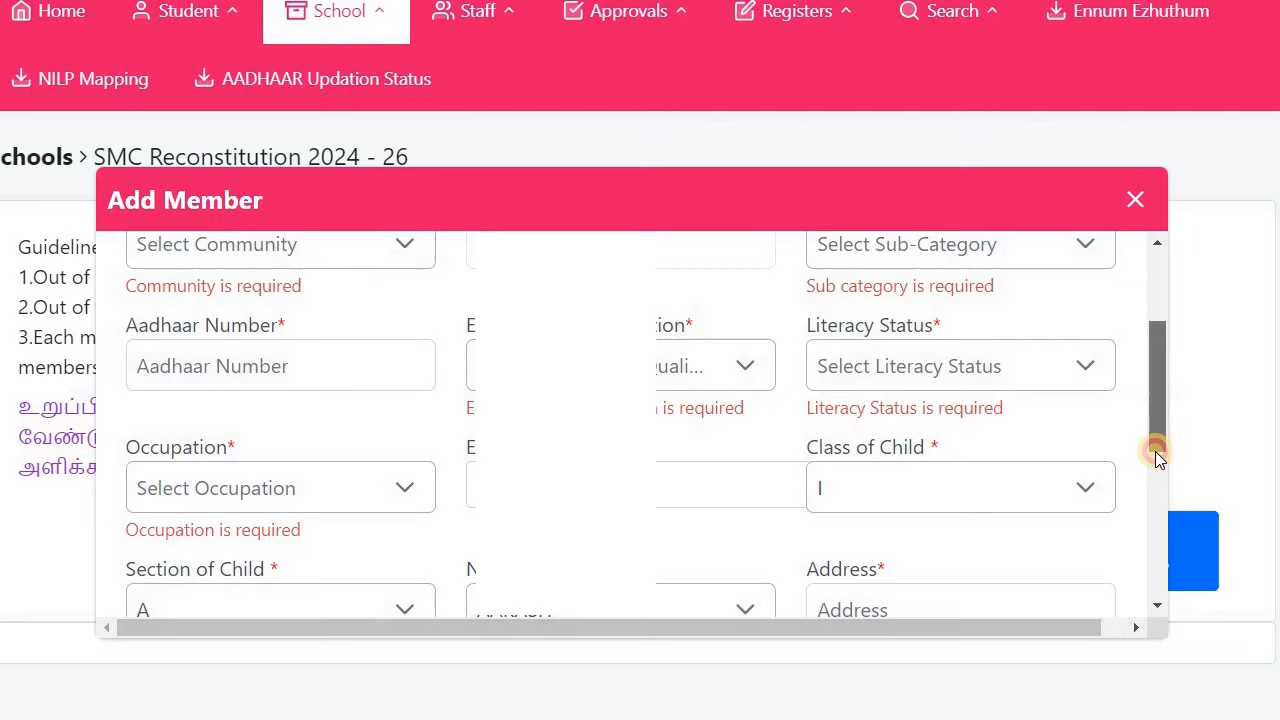 Home Student School Staff Approvals Registers Search Ennum Ezhuthum
NILP Mapping AADHAAR Updation Status
chools > SMC Reconstitution 2024 - 26
Add Member
Guideline
1.Out of
2.Out of
3.Each m
members
வேண்டு
Select Community Select Sub-Category
Community is required Sub category is required
Aadhaar Number* E ion* Literacy Status*
Aadhaar Number uali... Select Literacy Status
E is required Literacy Status is required
Occupation* E Class of Child *
Select Occupation I
Occupation is required
Section of Child * N Address*
A Address